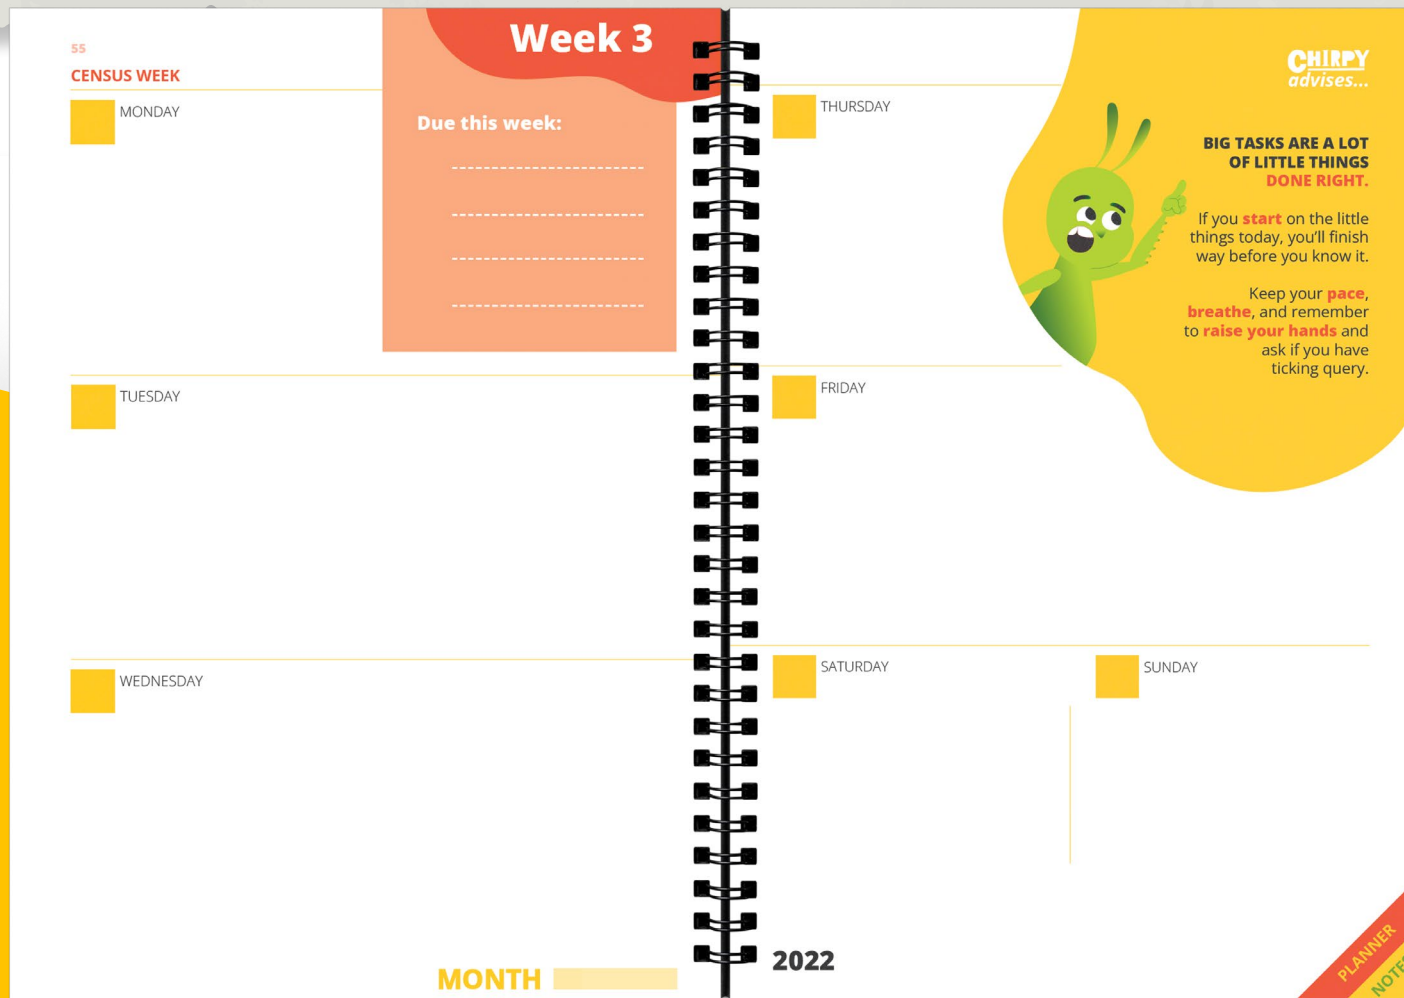 55
CENSUS WEEK
Week 3
Due this week:
MONDAY
TUESDAY
WEDNESDAY
MONTH
THURSDAY
FRIDAY
SATURDAY
SUNDAY
2022
CHIRPY
advises...
BIG TASKS ARE A LOT
OF LITTLE THINGS
DONE RIGHT.
If you start on the little
things today, you'll finish
way before you know it.
Keep your pace,
breathe, and remember
to raise your hands and
ask if you have
ticking query.
PLANNER